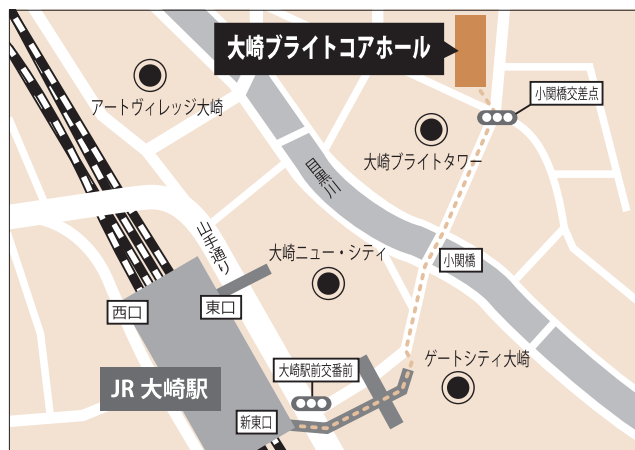 大崎ブライトコアホール
アートヴィレッジ大崎
小関橋交差点
大崎ブライトタワー
目黒川
山手通り
大崎ニュー・シティ
小関橋
西口
東口
ゲートシティ大崎
大崎駅前交番前
JR 大崎駅
新東口